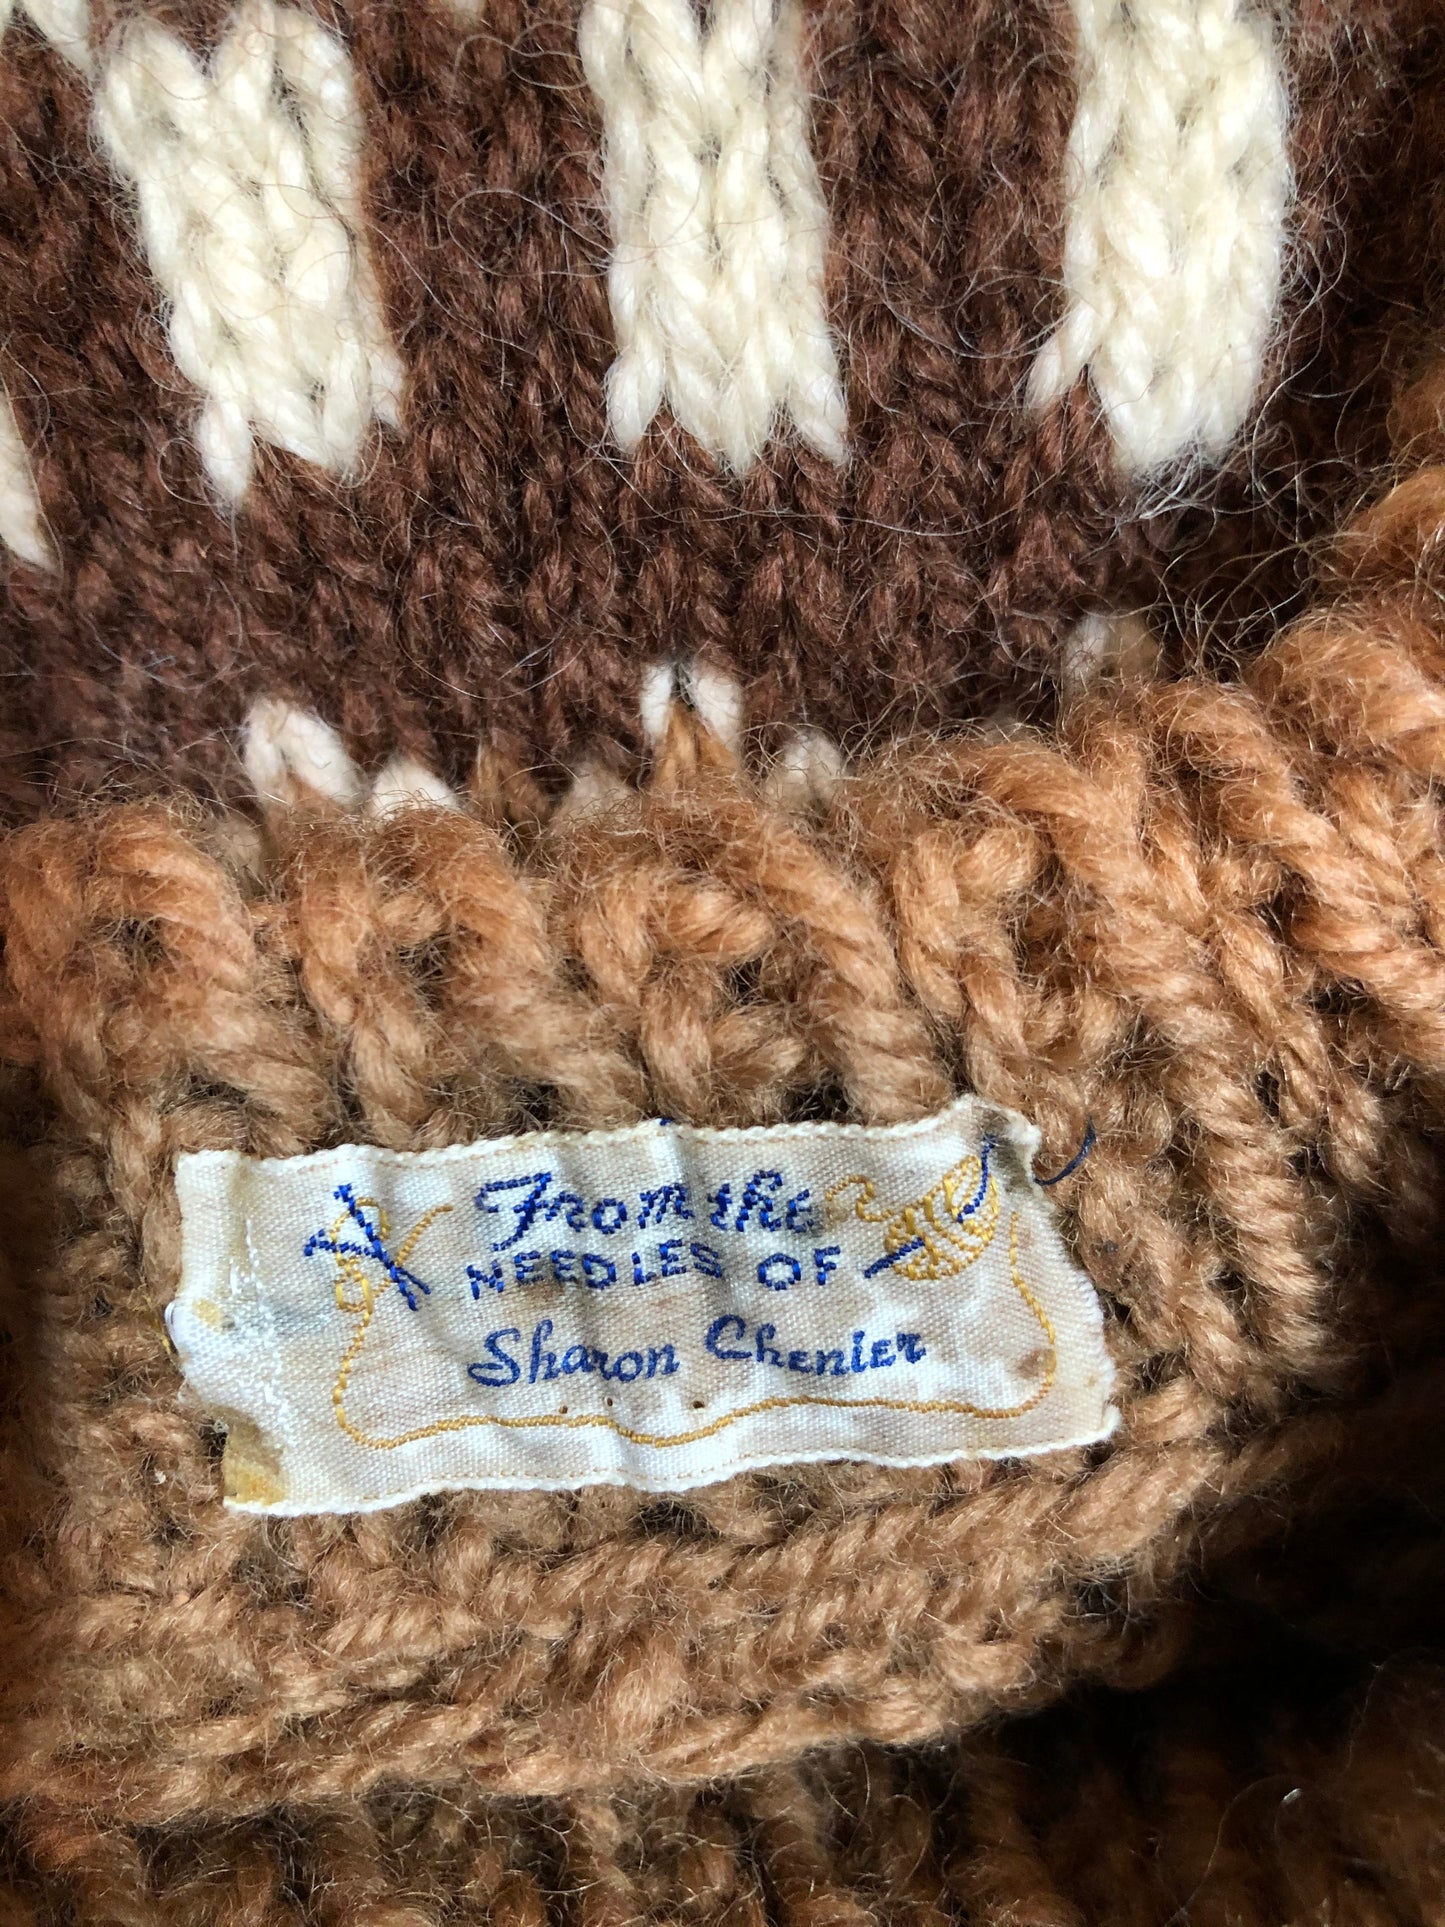 From the
NEEDLES OF
Sharon Chenier